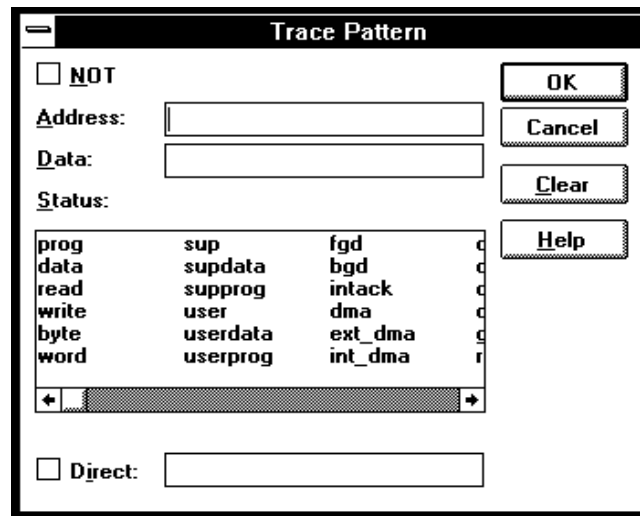 Trace Pattern
NOT
OK
Address:
Cancel
Data:
Clear
Status:
Help
prog sup fgd
data supdata bgd
read supprog intack
write user dma
byte userdata ext_dma
word userprog int_dma
Direct: